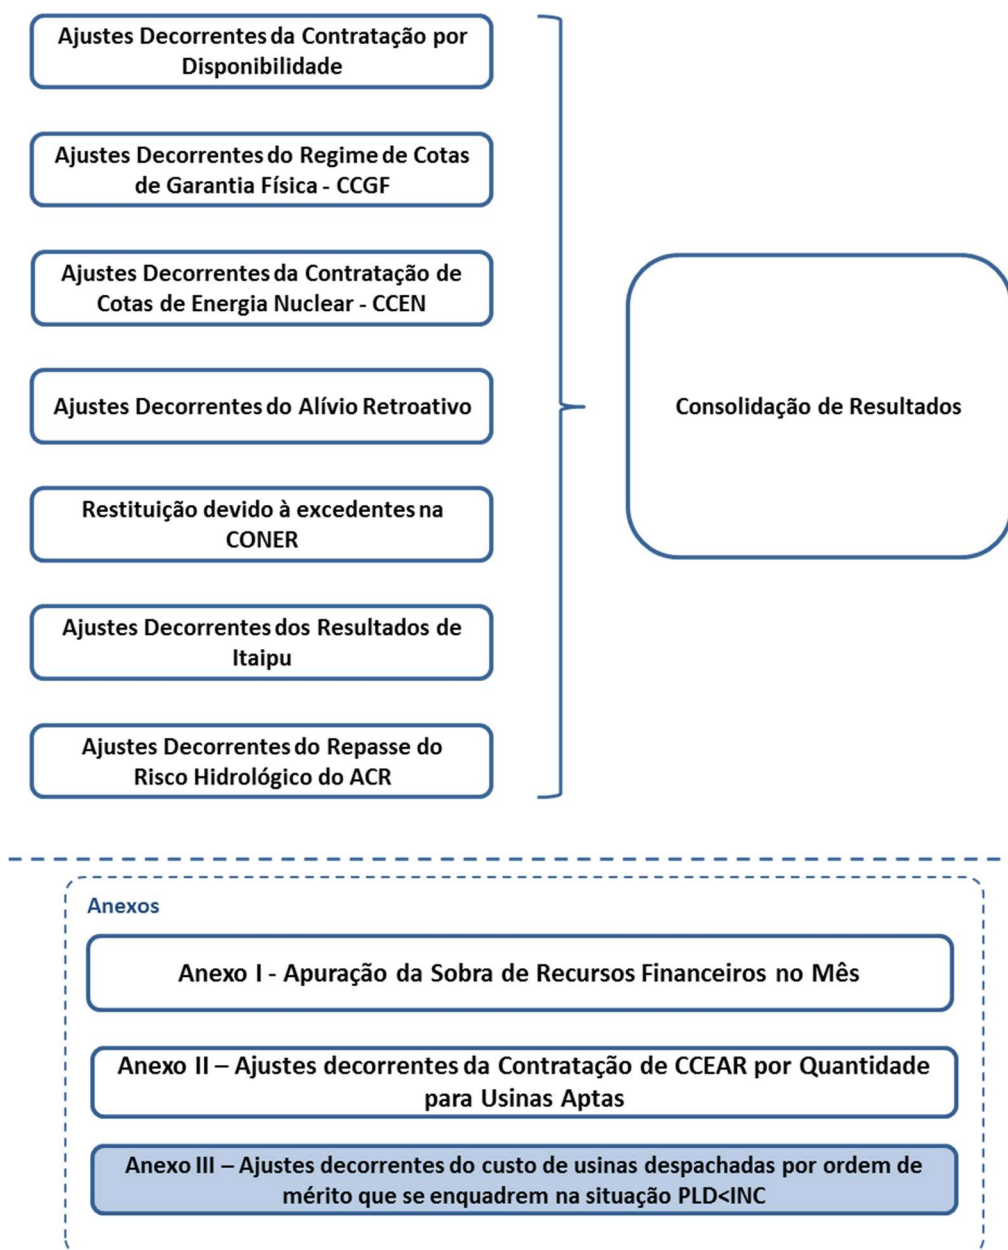 Ajustes Decorrentes da Contratação por
Disponibilidade
Ajustes Decorrentes do Regime de Cotas
de Garantia Física - CCGF
Ajustes Decorrentes da Contratação de
Cotas de Energia Nuclear - CCEN
Ajustes Decorrentes do Alívio Retroativo
Restituição devido à excedentes na
CONER
Ajustes Decorrentes dos Resultados de
Itaipu
Ajustes Decorrentes do Repasse do
Risco Hidrológico do ACR
Consolidação de Resultados
Anexos
Anexo I - Apuração da Sobra de Recursos Financeiros no Mês
Anexo II – Ajustes decorrentes da Contratação de CCEAR por Quantidade
para Usinas Aptas
Anexo III – Ajustes decorrentes do custo de usinas despachadas por ordem de
mérito que se enquadrem na situação PLD<INC